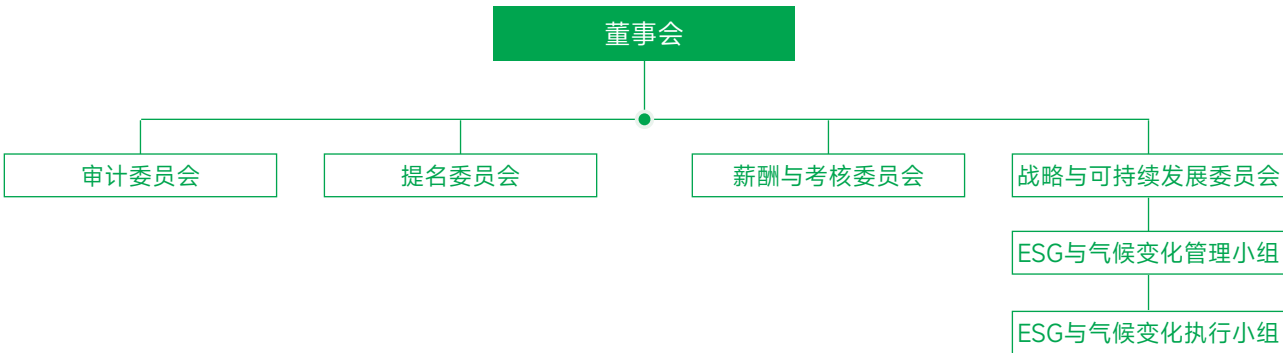 董事会
审计委员会
提名委员会
薪酬与考核委员会
战略与可持续发展委员会
ESG与气候变化管理小组
ESG与气候变化执行小组